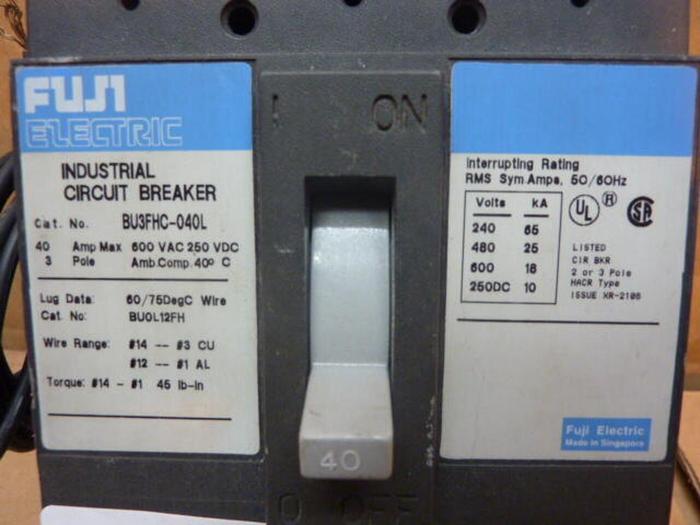 FUJI
ELECTRIC
INDUSTRIAL
CIRCUIT BREAKER
Cat. No. BU3FHC-040L
40 Amp Max 600 VAC 250 VDC
3 Pole Amb.Comp. 40° C
Lug Data: 60/75DegC Wire
Cat. No: BU0L12FH
Wire Range: #14 -- #3 CU
#12 -- #1 AL
Torque: #14 - #1 45 lb-in
I ON
40
O OFF
Interrupting Rating
RMS Sym.Amps. 50/60Hz
Volts kA
240 65
480 25
600 18
250DC 10
UL ® SA
LISTED
CIR BKR
2 or 3 Pole
HACR Type
ISSUE XR-2106
Fuji Electric
Made in Singapore